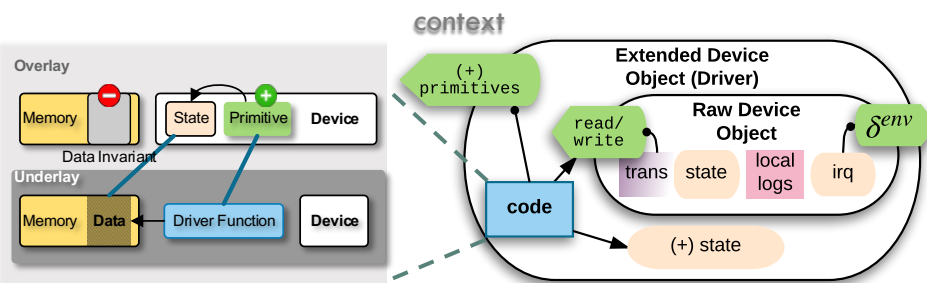 context
Overlay
Memory
State
Primitive
Device
Data Invariant
Underlay
Memory
Data
Driver Function
Device
Extended Device
Object (Driver)
(+)
primitives
Raw Device
Object
read/
write
δenv
trans
state
local
logs
irq
code
(+) state